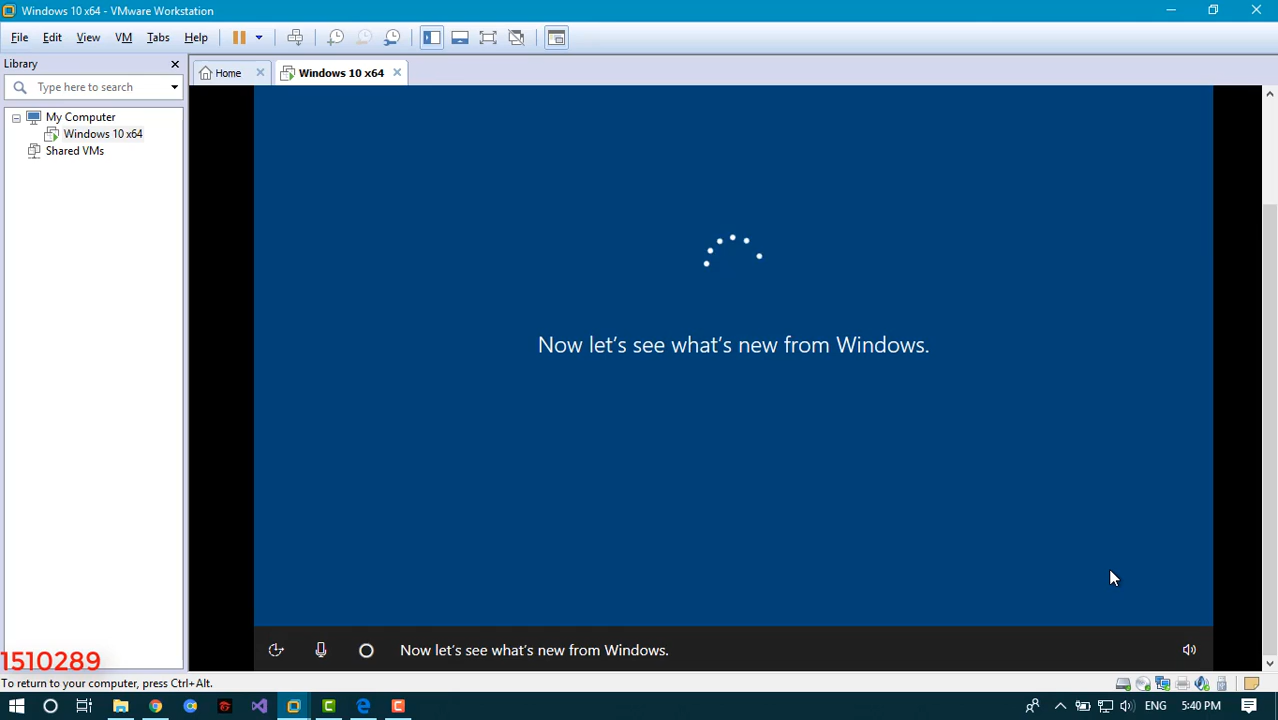 Windows 10 x64 - VMware Workstation
File Edit View VM Tabs Help
Library
Type here to search
Home
Windows 10 x64
My Computer
Windows 10 x64
Shared VMs
Now let's see what's new from Windows.
Now let's see what's new from Windows.
1510289
To return to your computer, press Ctrl+Alt.
ENG 5:40 PM